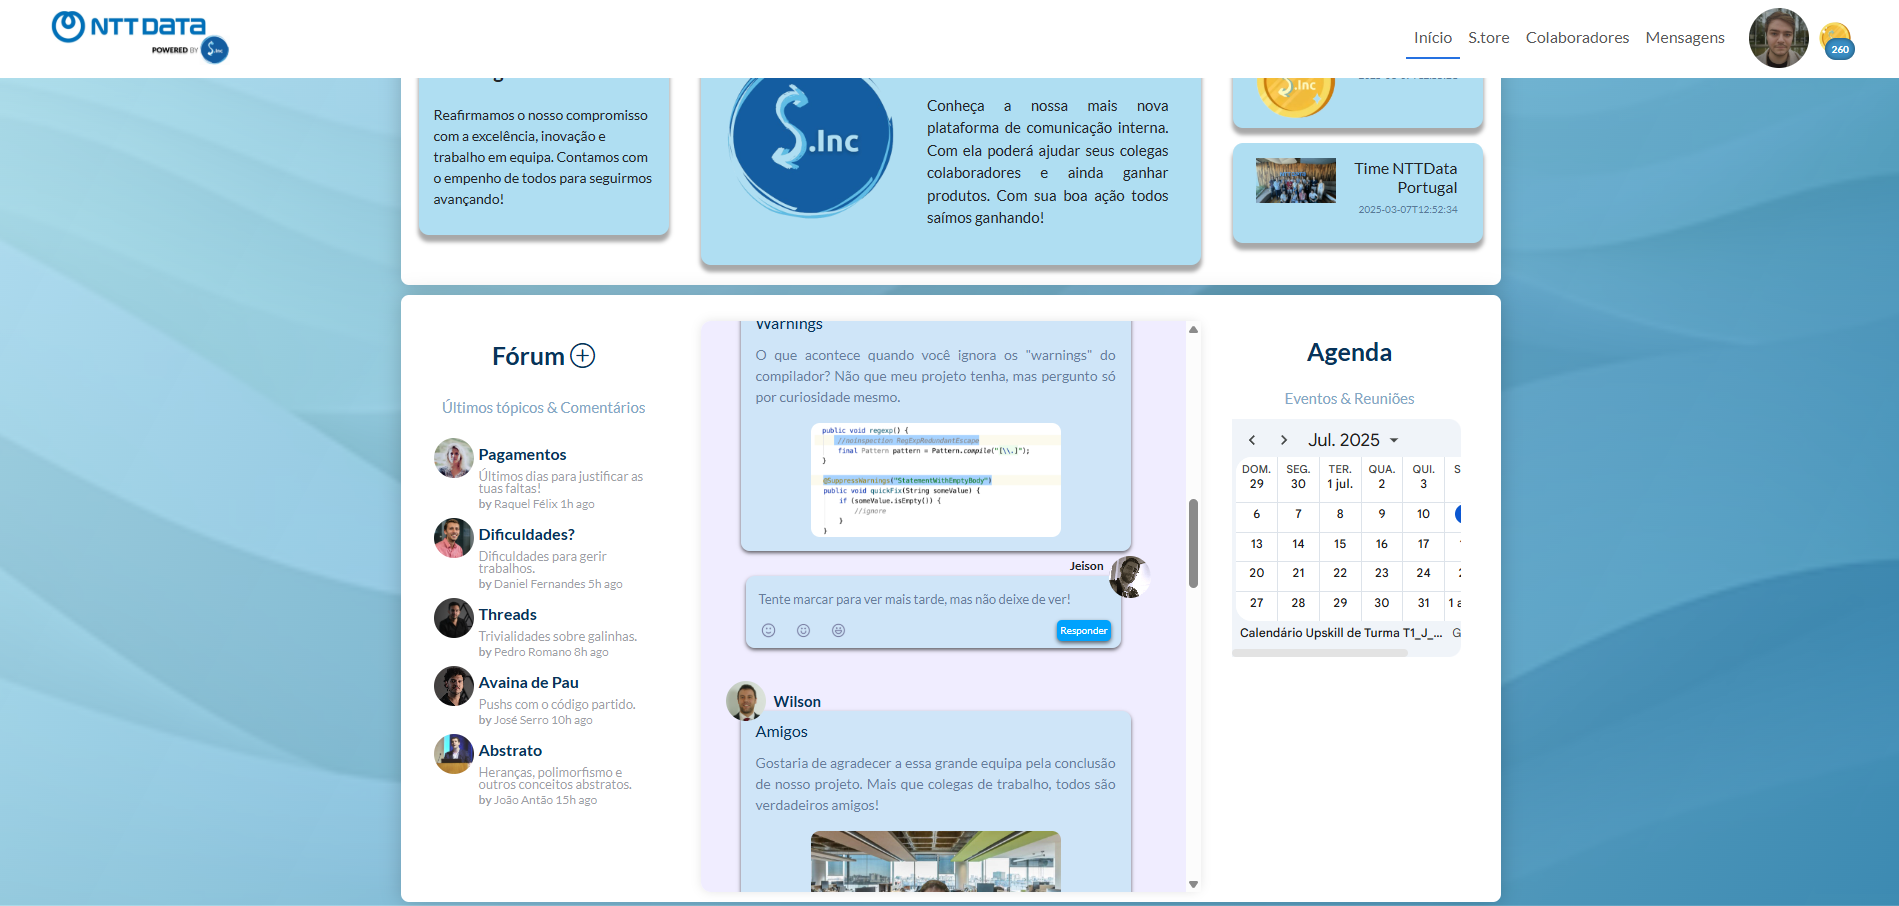 NTT DATA
POWERED BY S.inc
Início S.tore Colaboradores Mensagens
260
Reafirmamos o nosso compromisso
com a excelência, inovação e
trabalho em equipa. Contamos com
o empenho de todos para seguirmos
avançando!
S.Inc
Conheça a nossa mais nova
plataforma de comunicação interna.
Com ela poderá ajudar seus colegas
colaboradores e ainda ganhar
produtos. Com sua boa ação todos
saímos ganhando!
S.inc
Time NTTData
Portugal
2025-03-07T12:52:34
Fórum
Últimos tópicos & Comentários
Pagamentos
Últimos dias para justificar as
tuas faltas!
by Raquel Félix 1h ago
Dificuldades?
Dificuldades para gerir
trabalhos.
by Daniel Fernandes 5h ago
Threads
Trivialidades sobre galinhas.
by Pedro Romano 8h ago
Avaina de Pau
Pushs com o código partido.
by José Serro 10h ago
Abstrato
Heranças, polimorfismo e
outros conceitos abstratos.
by João Antão 15h ago
Warnings
O que acontece quando você ignora os "warnings" do
compilador? Não que meu projeto tenha, mas pergunto só
por curiosidade mesmo.
public void regexp() {
//noinspection RegExpRedundantEscape
final Pattern pattern = Pattern.compile("[\\.]");
}
@SuppressWarnings("StatementWithEmptyBody")
public void quickFix(String someValue) {
if (someValue.isEmpty()) {
//ignore
}
}
Jeison
Tente marcar para ver mais tarde, mas não deixe de ver!
Responder
Wilson
Amigos
Gostaria de agradecer a essa grande equipa pela conclusão
de nosso projeto. Mais que colegas de trabalho, todos são
verdadeiros amigos!
Agenda
Eventos & Reuniões
Jul. 2025
DOM. SEG. TER. QUA. QUI. S
29 30 1 jul. 2 3
6 7 8 9 10
13 14 15 16 17
20 21 22 23 24
27 28 29 30 31 1 a
Calendário Upskill de Turma T1_J_... G